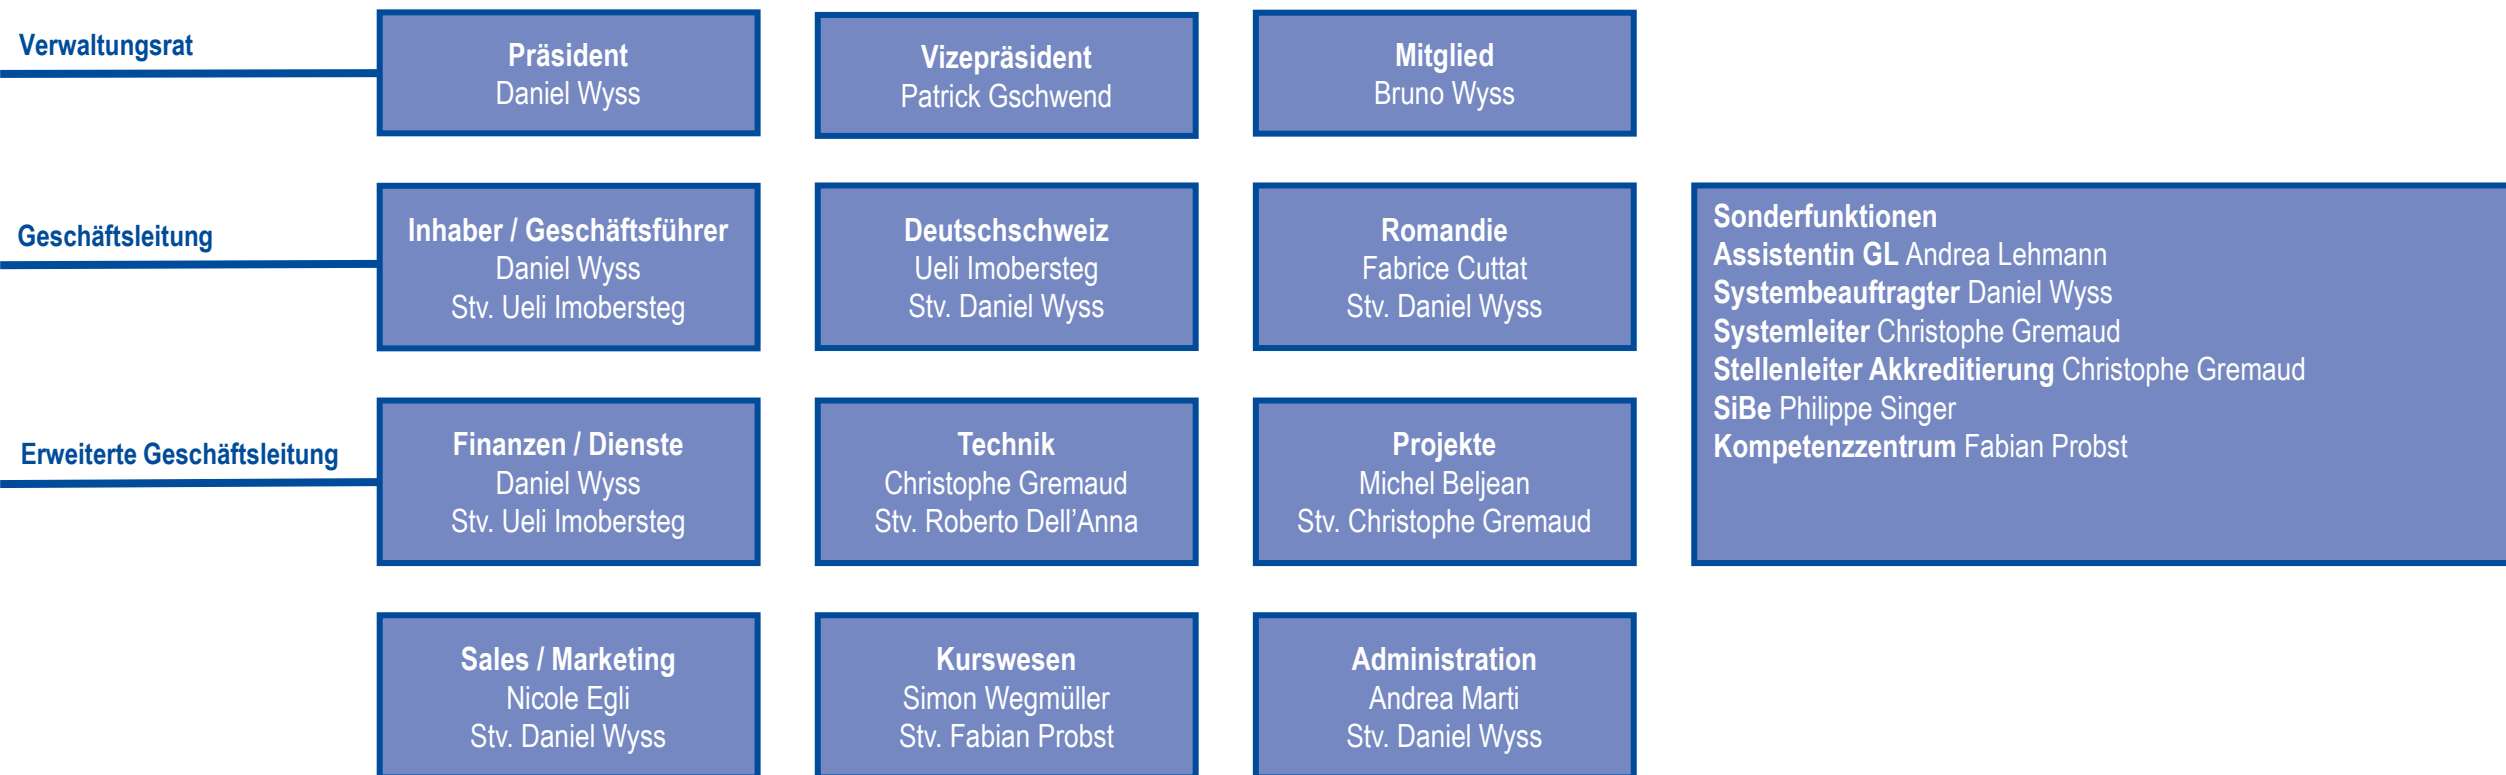 Verwaltungsrat
Präsident
Daniel Wyss
Vizepräsident
Patrick Gschwend
Mitglied
Bruno Wyss
Geschäftsleitung
Inhaber / Geschäftsführer
Daniel Wyss
Stv. Ueli Imobersteg
Deutschschweiz
Ueli Imobersteg
Stv. Daniel Wyss
Romandie
Fabrice Cuttat
Stv. Daniel Wyss
Sonderfunktionen
Assistentin GL Andrea Lehmann
Systembeauftragter Daniel Wyss
Systemleiter Christophe Gremaud
Stellenleiter Akkreditierung Christophe Gremaud
SiBe Philippe Singer
Kompetenzzentrum Fabian Probst
Erweiterte Geschäftsleitung
Finanzen / Dienste
Daniel Wyss
Stv. Ueli Imobersteg
Technik
Christophe Gremaud
Stv. Roberto Dell’Anna
Projekte
Michel Beljean
Stv. Christophe Gremaud
Sales / Marketing
Nicole Egli
Stv. Daniel Wyss
Kurswesen
Simon Wegmüller
Stv. Fabian Probst
Administration
Andrea Marti
Stv. Daniel Wyss